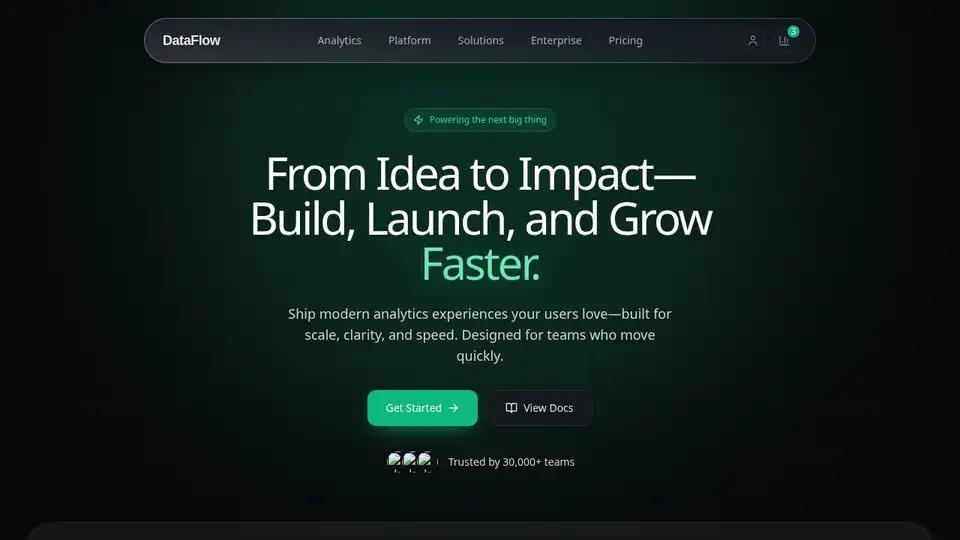 DataFlow
Analytics
Platform
Solutions
Enterprise
Pricing
3
Powering the next big thing
From Idea to Impact—
Build, Launch, and Grow
Faster.
Ship modern analytics experiences your users love—built for
scale, clarity, and speed. Designed for teams who move
quickly.
Get Started
View Docs
Trusted by 30,000+ teams